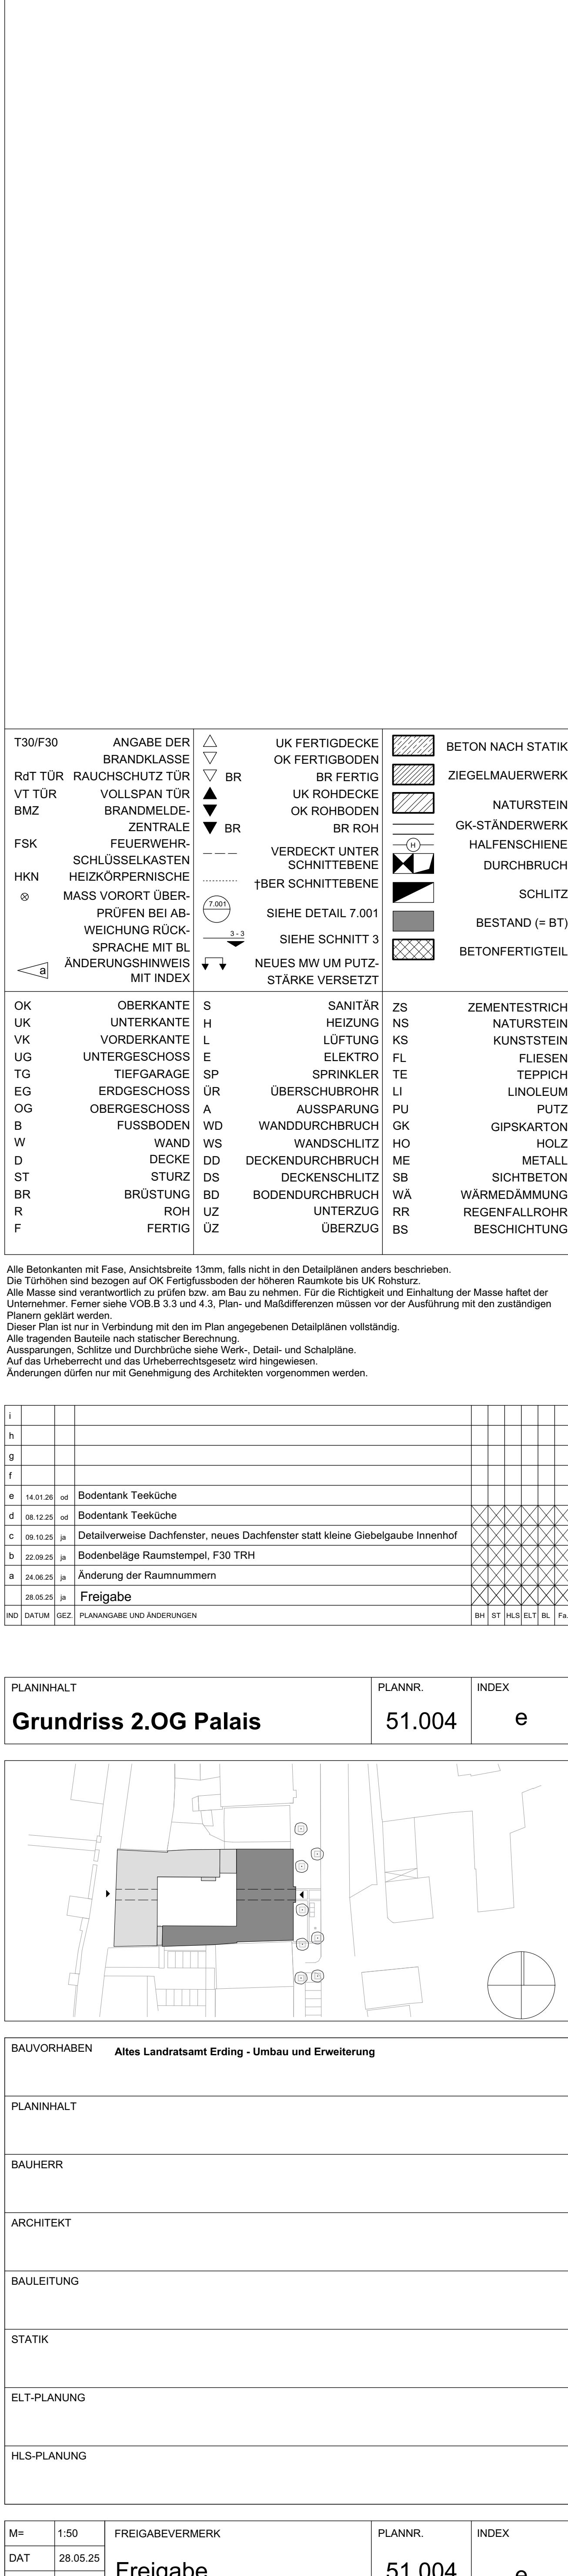 T30/F30 ANGABE DER
BRANDKLASSE
RdT TÜR RAUCHSCHUTZ TÜR
VT TÜR VOLLSPAN TÜR
BMZ BRANDMELDE-
ZENTRALE
FSK FEUERWEHR-
SCHLÜSSELKASTEN
HKN HEIZKÖRPERNISCHE
MASS VORORT ÜBER-
PRÜFEN BEI AB-
WEICHUNG RÜCK-
SPRACHE MIT BL
a ÄNDERUNGSHINWEIS
MIT INDEX
UK FERTIGDECKE
OK FERTIGBODEN
BR BR FERTIG
UK ROHDECKE
OK ROHBODEN
BR BR ROH
VERDECKT UNTER
SCHNITTEBENE
†BER SCHNITTEBENE
7.001 SIEHE DETAIL 7.001
3 - 3 SIEHE SCHNITT 3
NEUES MW UM PUTZ-
STÄRKE VERSETZT
BETON NACH STATIK
ZIEGELMAUERWERK
NATURSTEIN
GK-STÄNDERWERK
H HALFENSCHIENE
DURCHBRUCH
SCHLITZ
BESTAND (= BT)
BETONFERTIGTEIL
OK OBERKANTE
UK UNTERKANTE
VK VORDERKANTE
UG UNTERGESCHOSS
TG TIEFGARAGE
EG ERDGESCHOSS
OG OBERGESCHOSS
B FUSSBODEN
W WAND
D DECKE
ST STURZ
BR BRÜSTUNG
R ROH
F FERTIG
S SANITÄR
H HEIZUNG
L LÜFTUNG
E ELEKTRO
SP SPRINKLER
ÜR ÜBERSCHUBROHR
A AUSSPARUNG
WD WANDDURCHBRUCH
WS WANDSCHLITZ
DD DECKENDURCHBRUCH
DS DECKENSCHLITZ
BD BODENDURCHBRUCH
UZ UNTERZUG
ÜZ ÜBERZUG
ZS ZEMENTESTRICH
NS NATURSTEIN
KS KUNSTSTEIN
FL FLIESEN
TE TEPPICH
LI LINOLEUM
PU PUTZ
GK GIPSKARTON
HO HOLZ
ME METALL
SB SICHTBETON
WÄ WÄRMEDÄMMUNG
RR REGENFALLROHR
BS BESCHICHTUNG
Alle Betonkanten mit Fase, Ansichtsbreite 13mm, falls nicht in den Detailplänen anders beschrieben.
Die Türhöhen sind bezogen auf OK Fertigfussboden der höheren Raumkote bis UK Rohsturz.
Alle Masse sind verantwortlich zu prüfen bzw. am Bau zu nehmen. Für die Richtigkeit und Einhaltung der Masse haftet der
Unternehmer. Ferner siehe VOB.B 3.3 und 4.3, Plan- und Maßdifferenzen müssen vor der Ausführung mit den zuständigen
Planern geklärt werden.
Dieser Plan ist nur in Verbindung mit den im Plan angegebenen Detailplänen vollständig.
Alle tragenden Bauteile nach statischer Berechnung.
Aussparungen, Schlitze und Durchbrüche siehe Werk-, Detail- und Schalpläne.
Auf das Urheberrecht und das Urheberrechtsgesetz wird hingewiesen.
Änderungen dürfen nur mit Genehmigung des Architekten vorgenommen werden.
i
h
g
f
e 14.01.26 od Bodentank Teeküche
d 08.12.25 od Bodentank Teeküche
c 09.10.25 ja Detailverweise Dachfenster, neues Dachfenster statt kleine Giebelgaube Innenhof
b 22.09.25 ja Bodenbeläge Raumstempel, F30 TRH
a 24.06.25 ja Änderung der Raumnummern
28.05.25 ja Freigabe
IND DATUM GEZ. PLANANGABE UND ÄNDERUNGEN BH ST HLS ELT BL Fa.
PLANINHALT PLANNR. INDEX
Grundriss 2.OG Palais 51.004 e
BAUVORHABEN Altes Landratsamt Erding - Umbau und Erweiterung
PLANINHALT
BAUHERR
ARCHITEKT
BAULEITUNG
STATIK
ELT-PLANUNG
HLS-PLANUNG
M= 1:50 FREIGABEVERMERK PLANNR. INDEX
DAT 28.05.25
Freigabe 51.004 e